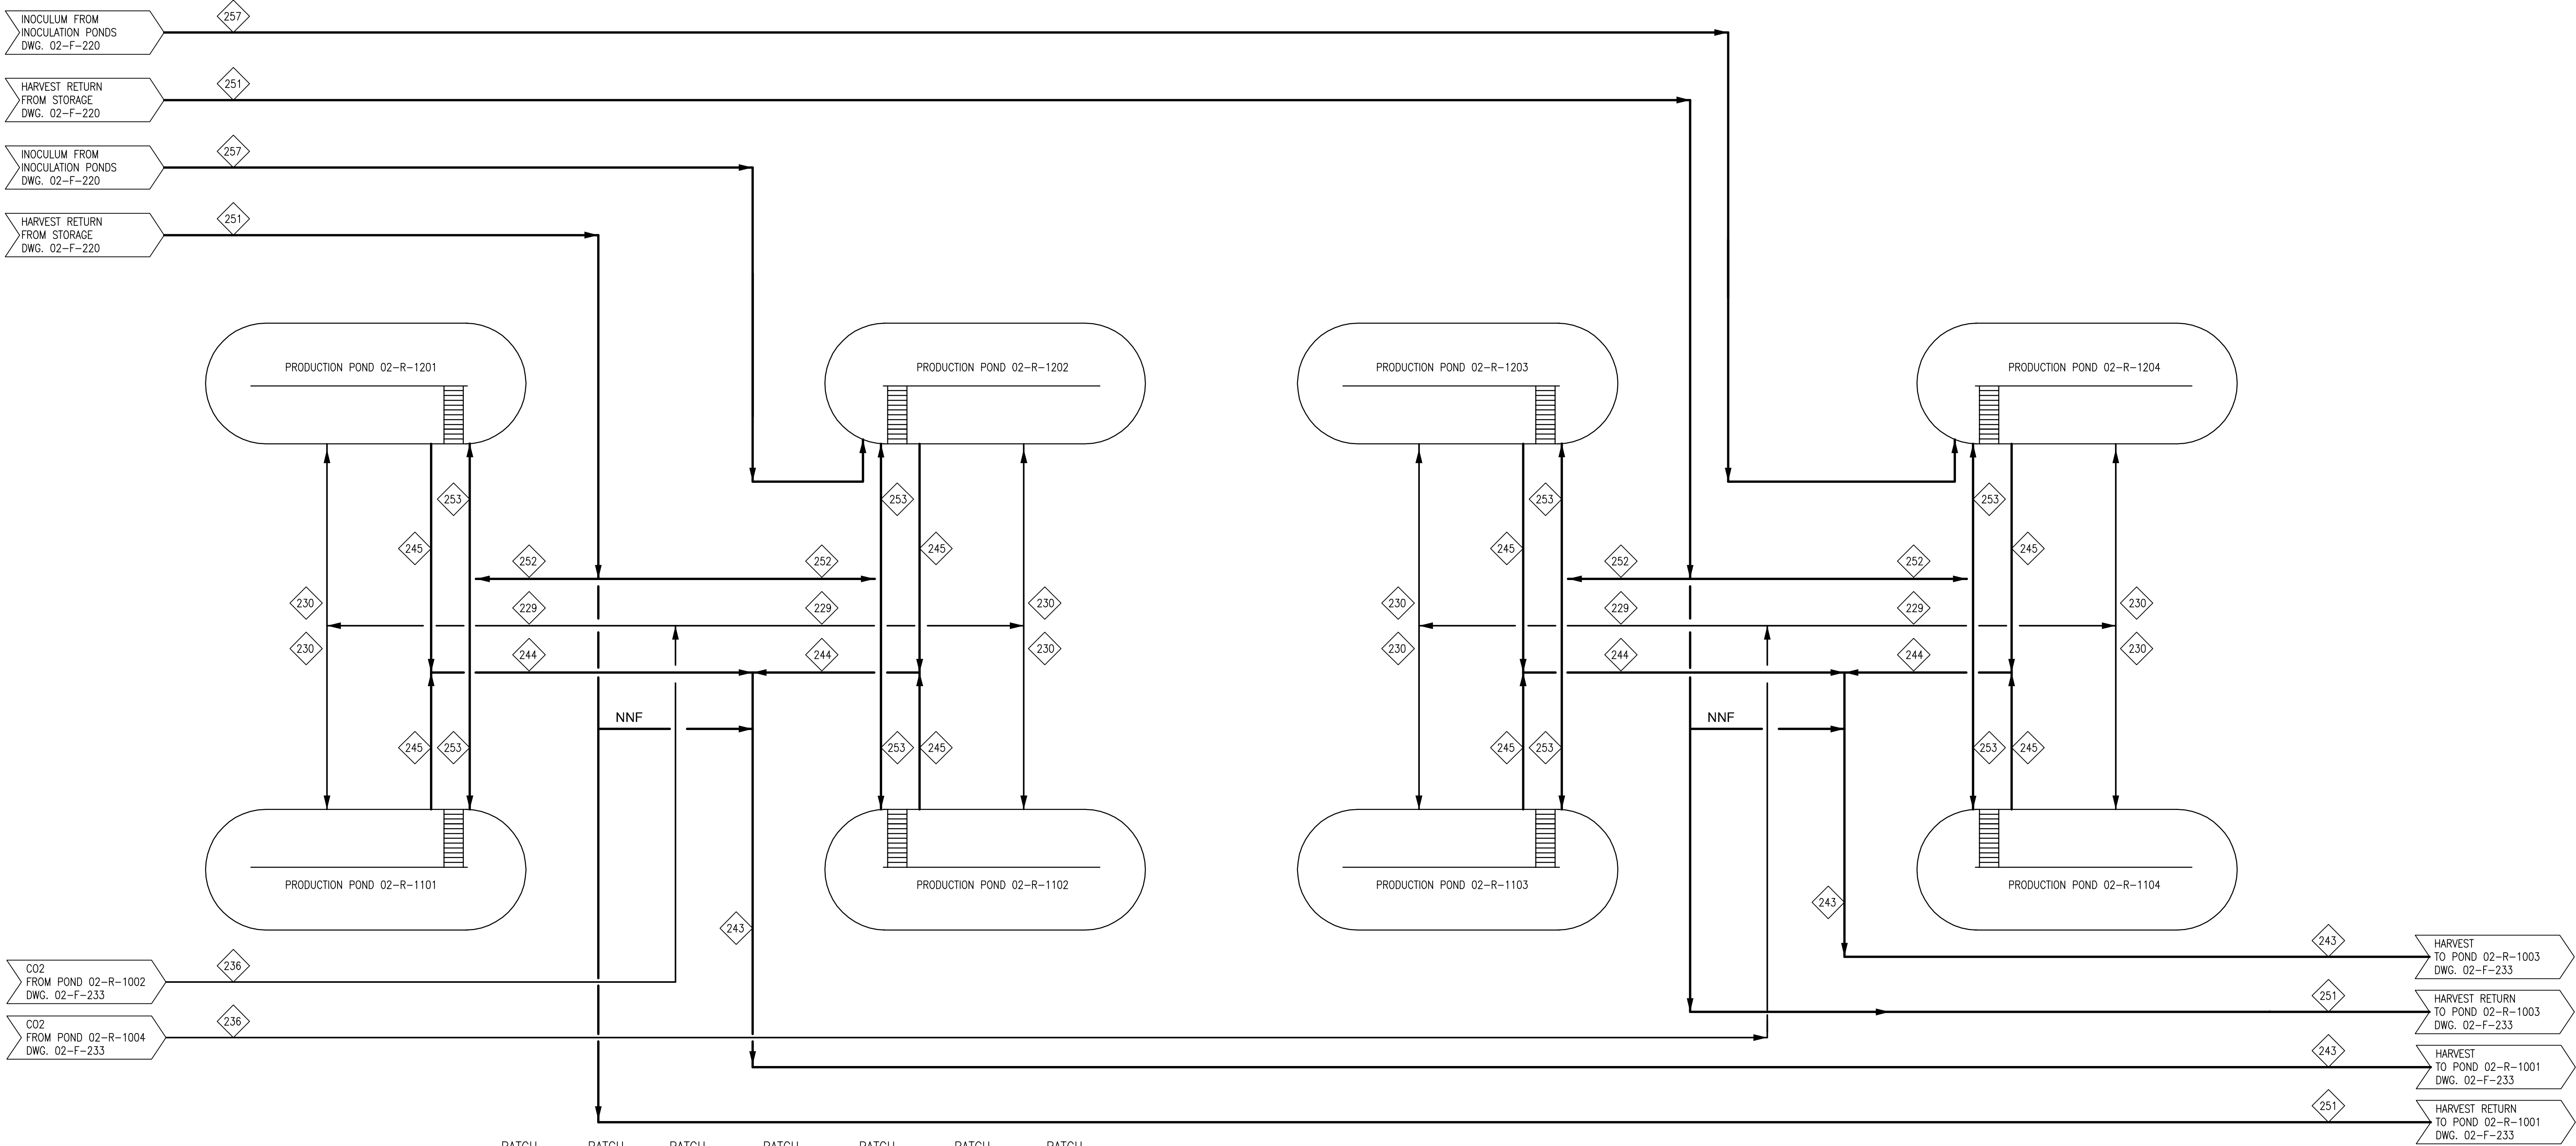 INOCULUM FROM
INOCULATION PONDS
DWG. 02-F-220
257
HARVEST RETURN
FROM STORAGE
DWG. 02-F-220
251
INOCULUM FROM
INOCULATION PONDS
DWG. 02-F-220
257
HARVEST RETURN
FROM STORAGE
DWG. 02-F-220
251
PRODUCTION POND 02-R-1201
PRODUCTION POND 02-R-1202
PRODUCTION POND 02-R-1203
PRODUCTION POND 02-R-1204
253
253
253
253
245
245
245
245
252
252
252
252
230
229
229
230
230
229
229
230
230
244
244
230
230
244
244
230
NNF
NNF
245
253
253
245
245
253
253
245
PRODUCTION POND 02-R-1101
PRODUCTION POND 02-R-1102
PRODUCTION POND 02-R-1103
PRODUCTION POND 02-R-1104
243
243
CO2
FROM POND 02-R-1002
DWG. 02-F-233
236
CO2
FROM POND 02-R-1004
DWG. 02-F-233
236
243
HARVEST
TO POND 02-R-1003
DWG. 02-F-233
251
HARVEST RETURN
TO POND 02-R-1003
DWG. 02-F-233
243
HARVEST
TO POND 02-R-1001
DWG. 02-F-233
251
HARVEST RETURN
TO POND 02-R-1001
DWG. 02-F-233